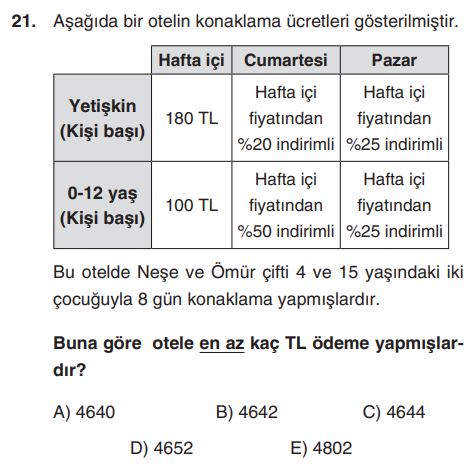 21. Aşağıda bir otelin konaklama ücretleri gösterilmiştir.
Hafta içi Cumartesi Pazar
Yetişkin (Kişi başı) 180 TL Hafta içi fiyatından %20 indirimli Hafta içi fiyatından %25 indirimli
0-12 yaş (Kişi başı) 100 TL Hafta içi fiyatından %50 indirimli Hafta içi fiyatından %25 indirimli
Bu otelde Neşe ve Ömür çifti 4 ve 15 yaşındaki iki
çocuğuyla 8 gün konaklama yapmışlardır.
Buna göre otele en az kaç TL ödeme yapmışlar-
dır?
A) 4640 B) 4642 C) 4644
D) 4652 E) 4802